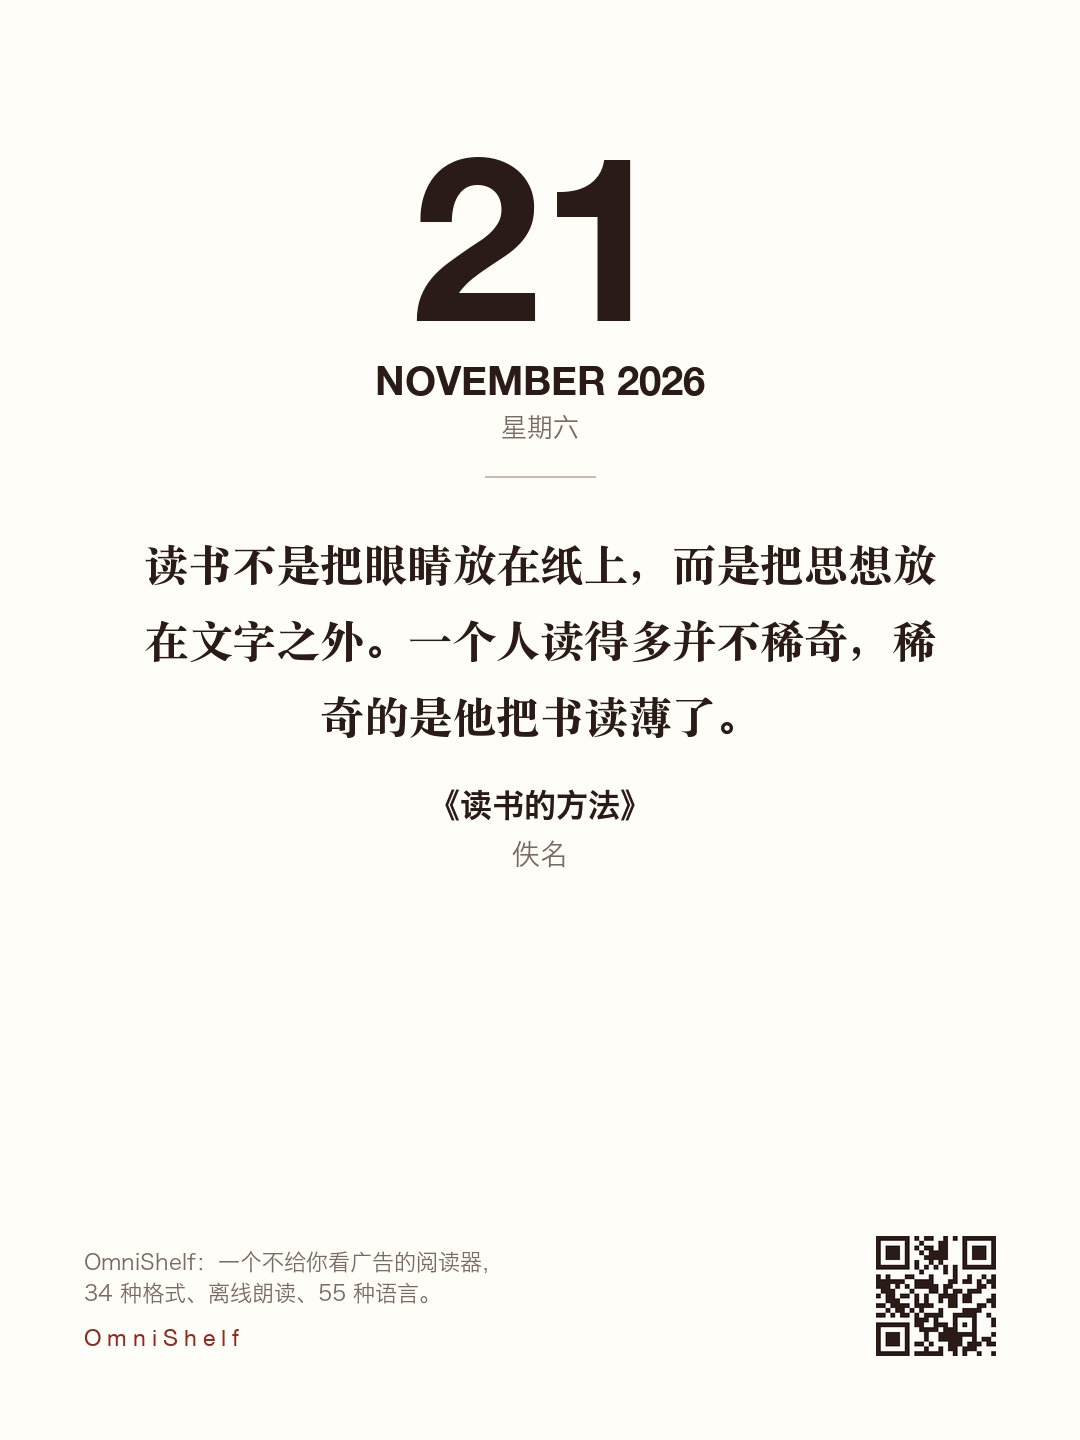 21
NOVEMBER 2026
星期六
读书不是把眼睛放在纸上，而是把思想放
在文字之外。一个人读得多并不稀奇，稀
奇的是他把书读薄了。
《读书的方法》
佚名
OmniShelf：一个不给你看广告的阅读器，
34 种格式、离线朗读、55 种语言。
OmniShelf